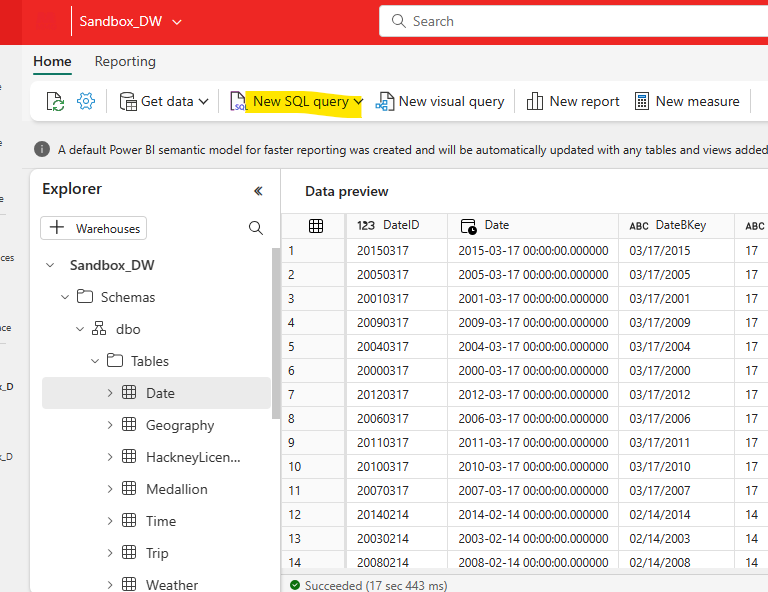 Sandbox_DW
Search
Home Reporting
Get data SQL New SQL query New visual query New report New measure
A default Power BI semantic model for faster reporting was created and will be automatically updated with any tables and views added
Explorer «
+ Warehouses
Sandbox_DW
Schemas
dbo
Tables
Date
Geography
HackneyLicen...
Medallion
Time
Trip
Weather
Data preview
123 DateID Date ABC DateBKey ABC
1 20150317 2015-03-17 00:00:00.000000 03/17/2015 17
2 20050317 2005-03-17 00:00:00.000000 03/17/2005 17
3 20010317 2001-03-17 00:00:00.000000 03/17/2001 17
4 20090317 2009-03-17 00:00:00.000000 03/17/2009 17
5 20040317 2004-03-17 00:00:00.000000 03/17/2004 17
6 20000317 2000-03-17 00:00:00.000000 03/17/2000 17
7 20120317 2012-03-17 00:00:00.000000 03/17/2012 17
8 20060317 2006-03-17 00:00:00.000000 03/17/2006 17
9 20110317 2011-03-17 00:00:00.000000 03/17/2011 17
10 20100317 2010-03-17 00:00:00.000000 03/17/2010 17
11 20070317 2007-03-17 00:00:00.000000 03/17/2007 17
12 20140214 2014-02-14 00:00:00.000000 02/14/2014 14
13 20030214 2003-02-14 00:00:00.000000 02/14/2003 14
14 20080214 2008-02-14 00:00:00.000000 02/14/2008 14
Succeeded (17 sec 443 ms)